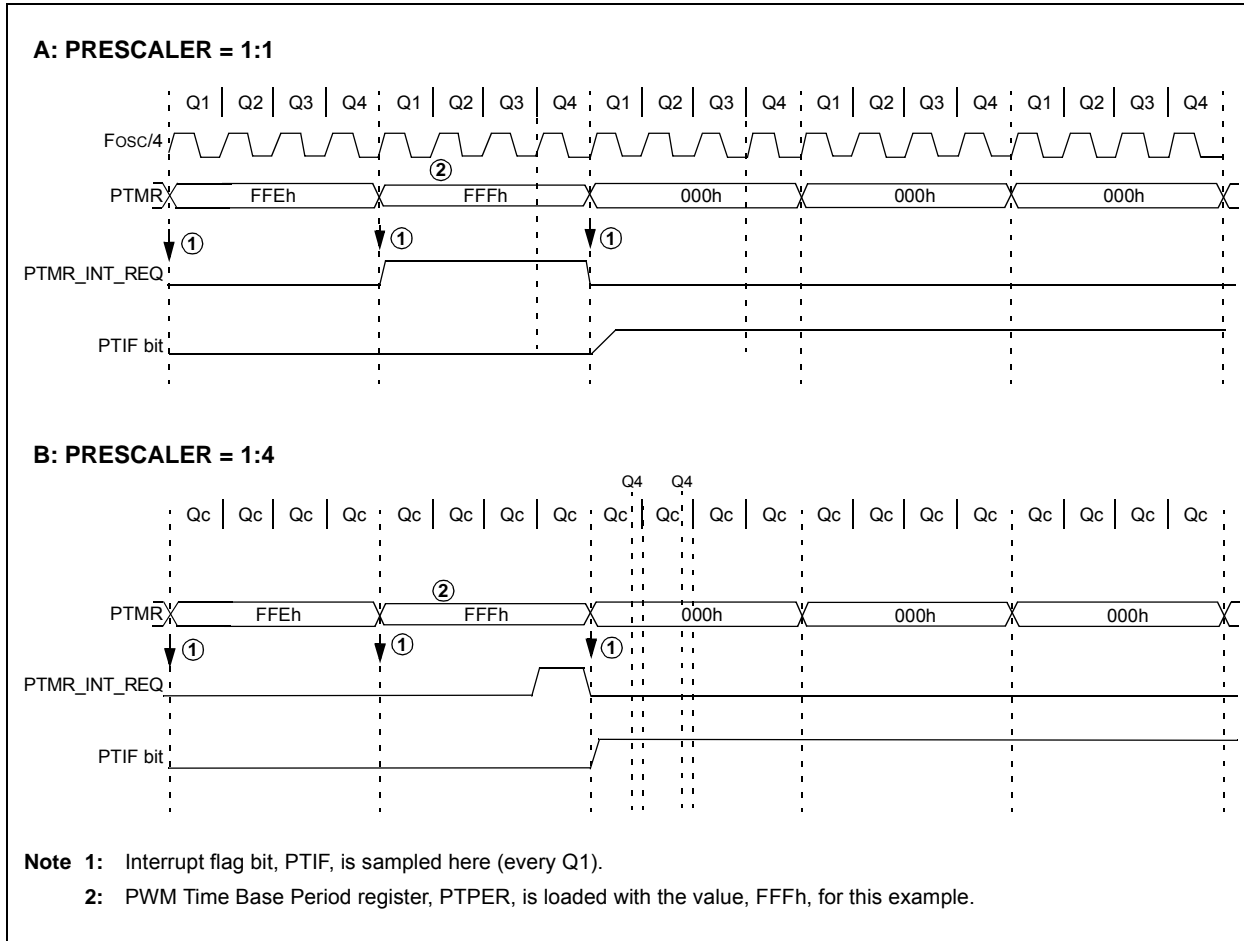 A: PRESCALER = 1:1
Q1 Q2 Q3 Q4 Q1 Q2 Q3 Q4 Q1 Q2 Q3 Q4 Q1 Q2 Q3 Q4 Q1 Q2 Q3 Q4
FOSC/4
2
PTMR FFEh FFFh 000h 000h 000h
1 1 1
PTMR_INT_REQ
PTIF bit
B: PRESCALER = 1:4
Q4 Q4
Qc Qc Qc Qc Qc Qc Qc Qc Qc Qc Qc Qc Qc Qc Qc Qc Qc Qc Qc Qc
2
PTMR FFEh FFFh 000h 000h 000h
1 1 1
PTMR_INT_REQ
PTIF bit
Note 1: Interrupt flag bit, PTIF, is sampled here (every Q1).
2: PWM Time Base Period register, PTPER, is loaded with the value, FFFh, for this example.